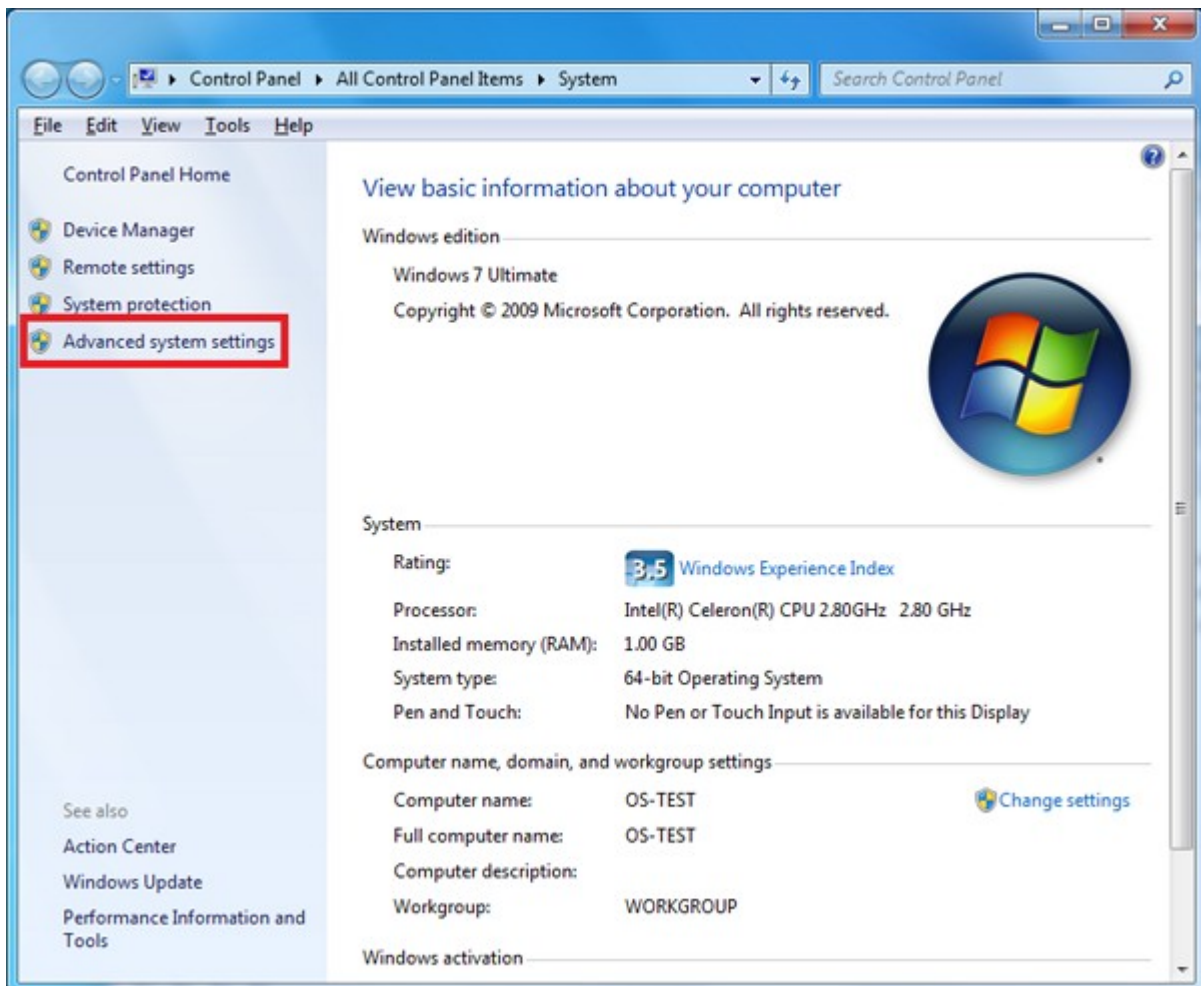 Control Panel ▸ All Control Panel Items ▸ System
Search Control Panel
File Edit View Tools Help
Control Panel Home
Device Manager
Remote settings
System protection
Advanced system settings
See also
Action Center
Windows Update
Performance Information and
Tools
View basic information about your computer
Windows edition
Windows 7 Ultimate
Copyright © 2009 Microsoft Corporation. All rights reserved.
System
Rating: 3.5 Windows Experience Index
Processor: Intel(R) Celeron(R) CPU 2.80GHz 2.80 GHz
Installed memory (RAM): 1.00 GB
System type: 64-bit Operating System
Pen and Touch: No Pen or Touch Input is available for this Display
Computer name, domain, and workgroup settings
Computer name: OS-TEST Change settings
Full computer name: OS-TEST
Computer description:
Workgroup: WORKGROUP
Windows activation